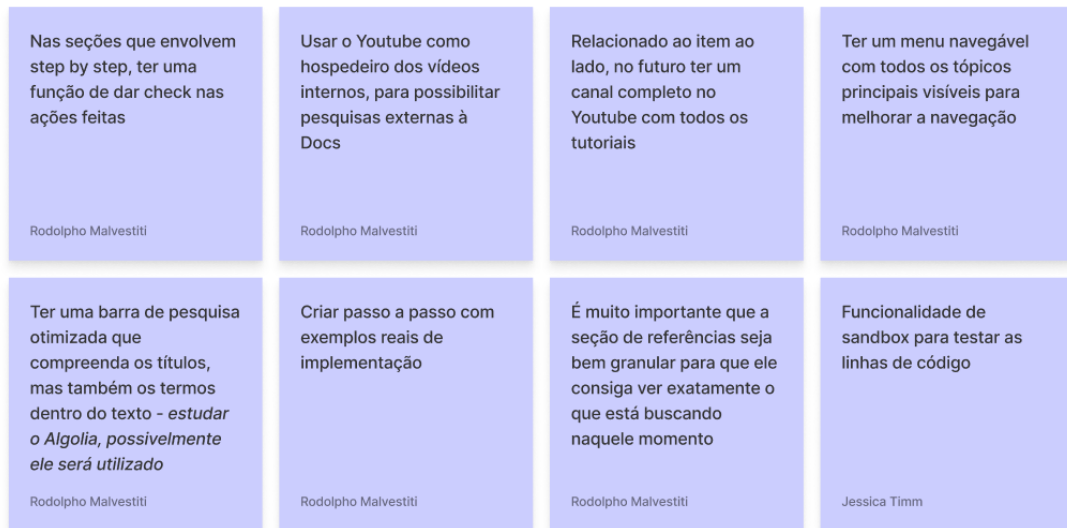 Nas seções que envolvem
step by step, ter uma
função de dar check nas
ações feitas
Rodolpho Malvestiti
Usar o Youtube como
hospedeiro dos vídeos
internos, para possibilitar
pesquisas externas à
Docs
Rodolpho Malvestiti
Relacionado ao item ao
lado, no futuro ter um
canal completo no
Youtube com todos os
tutoriais
Rodolpho Malvestiti
Ter um menu navegável
com todos os tópicos
principais visíveis para
melhorar a navegação
Rodolpho Malvestiti
Ter uma barra de pesquisa
otimizada que
compreenda os títulos,
mas também os termos
dentro do texto - estudar
o Algolia, possivelmente
ele será utilizado
Rodolpho Malvestiti
Criar passo a passo com
exemplos reais de
implementação
Rodolpho Malvestiti
É muito importante que a
seção de referências seja
bem granular para que ele
consiga ver exatamente o
que está buscando
naquele momento
Rodolpho Malvestiti
Funcionalidade de
sandbox para testar as
linhas de código
Jessica Timm